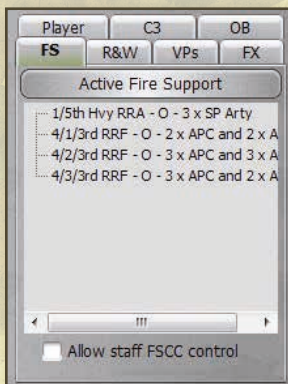 Player C3 OB
FS R&W VPs FX
Active Fire Support
1/5th Hvy RRA - O - 3 x SP Arty
4/1/3rd RRF - O - 2 x APC and 2 x A
4/2/3rd RRF - O - 3 x APC and 3 x A
4/3/3rd RRF - O - 3 x APC and 2 x A
Allow staff FSCC control